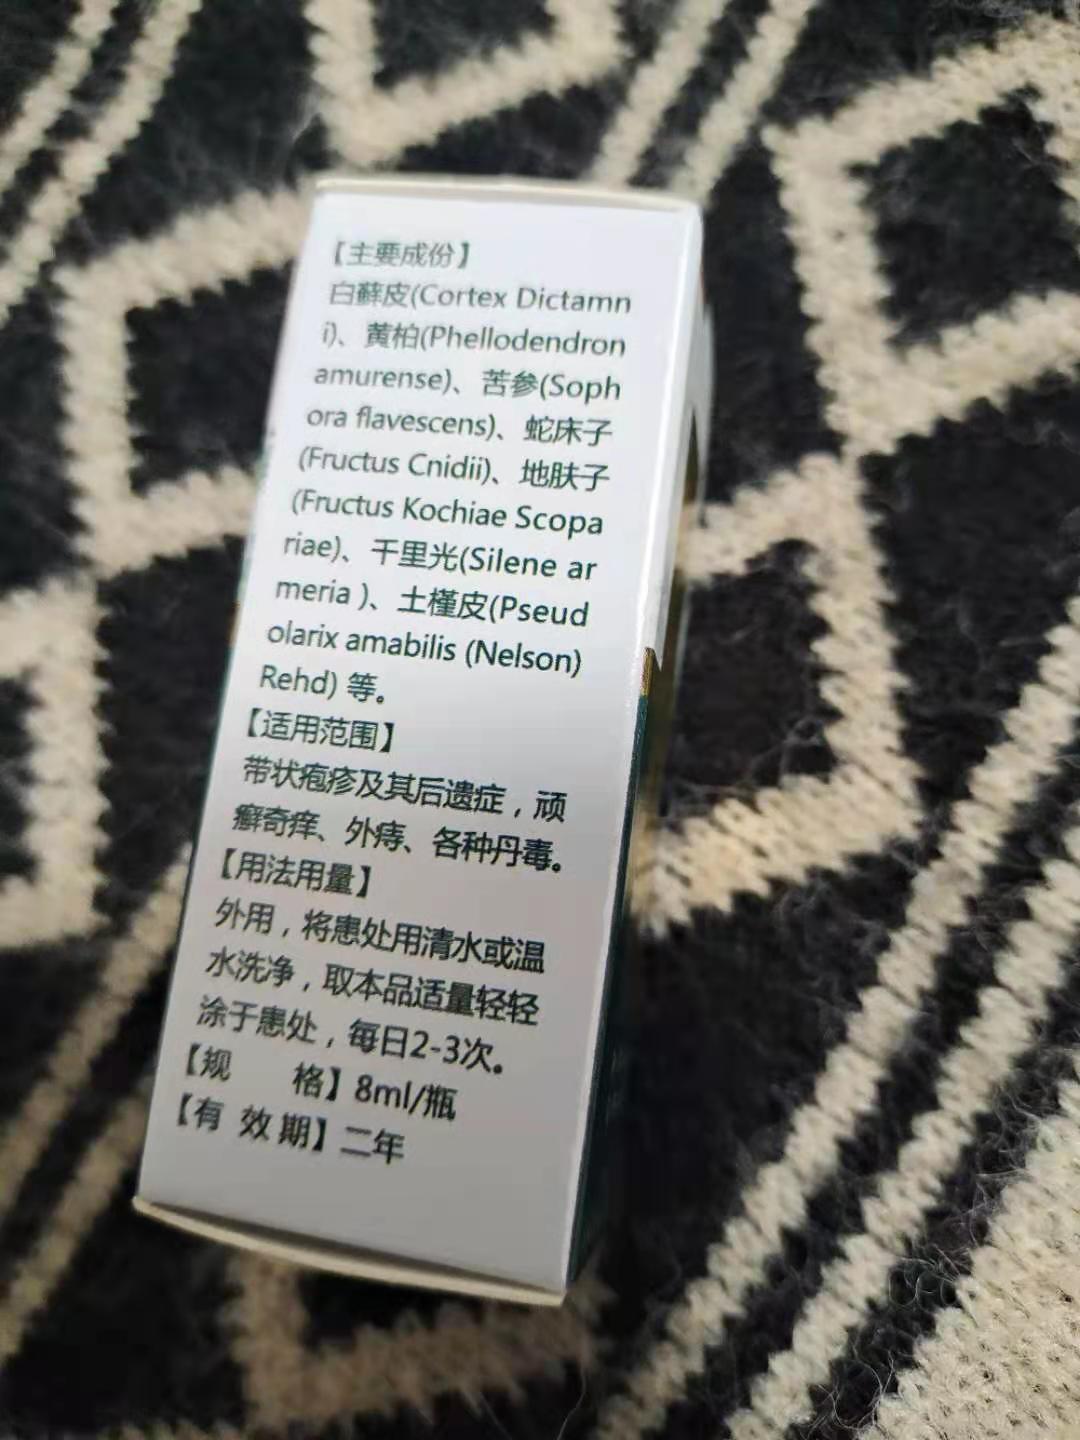 【主要成份】
白藓皮(Cortex Dictamn
i)、黄柏(Phellodendron
amurense)、苦参(Soph
ora flavescens)、蛇床子
(Fructus Cnidii)、地肤子
(Fructus Kochiae Scopa
riae)、千里光(Silene ar
meria )、土槿皮(Pseud
olarix amabilis (Nelson)
Rehd) 等。
【适用范围】
带状疱疹及其后遗症，顽
癣奇痒、外痔、各种丹毒。
【用法用量】
外用，将患处用清水或温
水洗净，取本品适量轻轻
涂于患处，每日2-3次。
【规 格】8ml/瓶
【有 效 期】二年